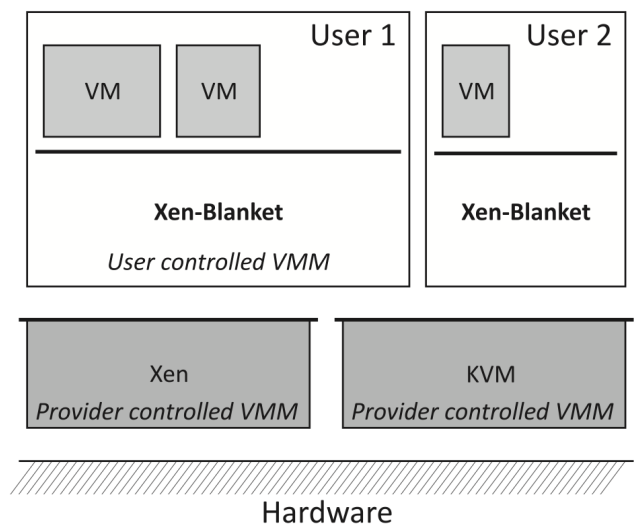 User 1
VM
VM
Xen-Blanket
User controlled VMM
User 2
VM
Xen-Blanket
Xen
Provider controlled VMM
KVM
Provider controlled VMM
Hardware